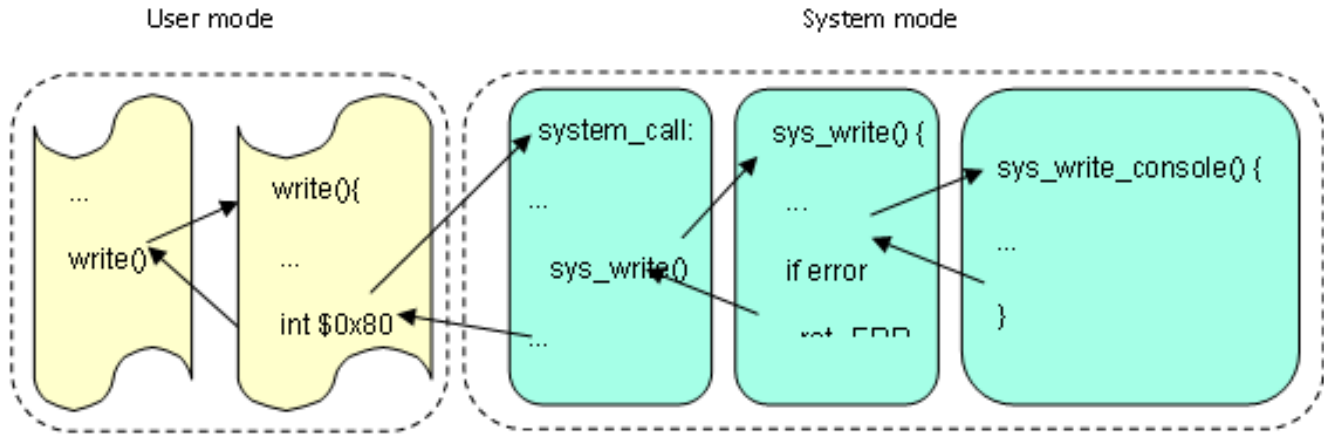 User mode
System mode
...
write()
write(){
...
int $0x80
system_call:
...
sys_write()
...
sys_write() {
...
if error
sys_write_console() {
...
}